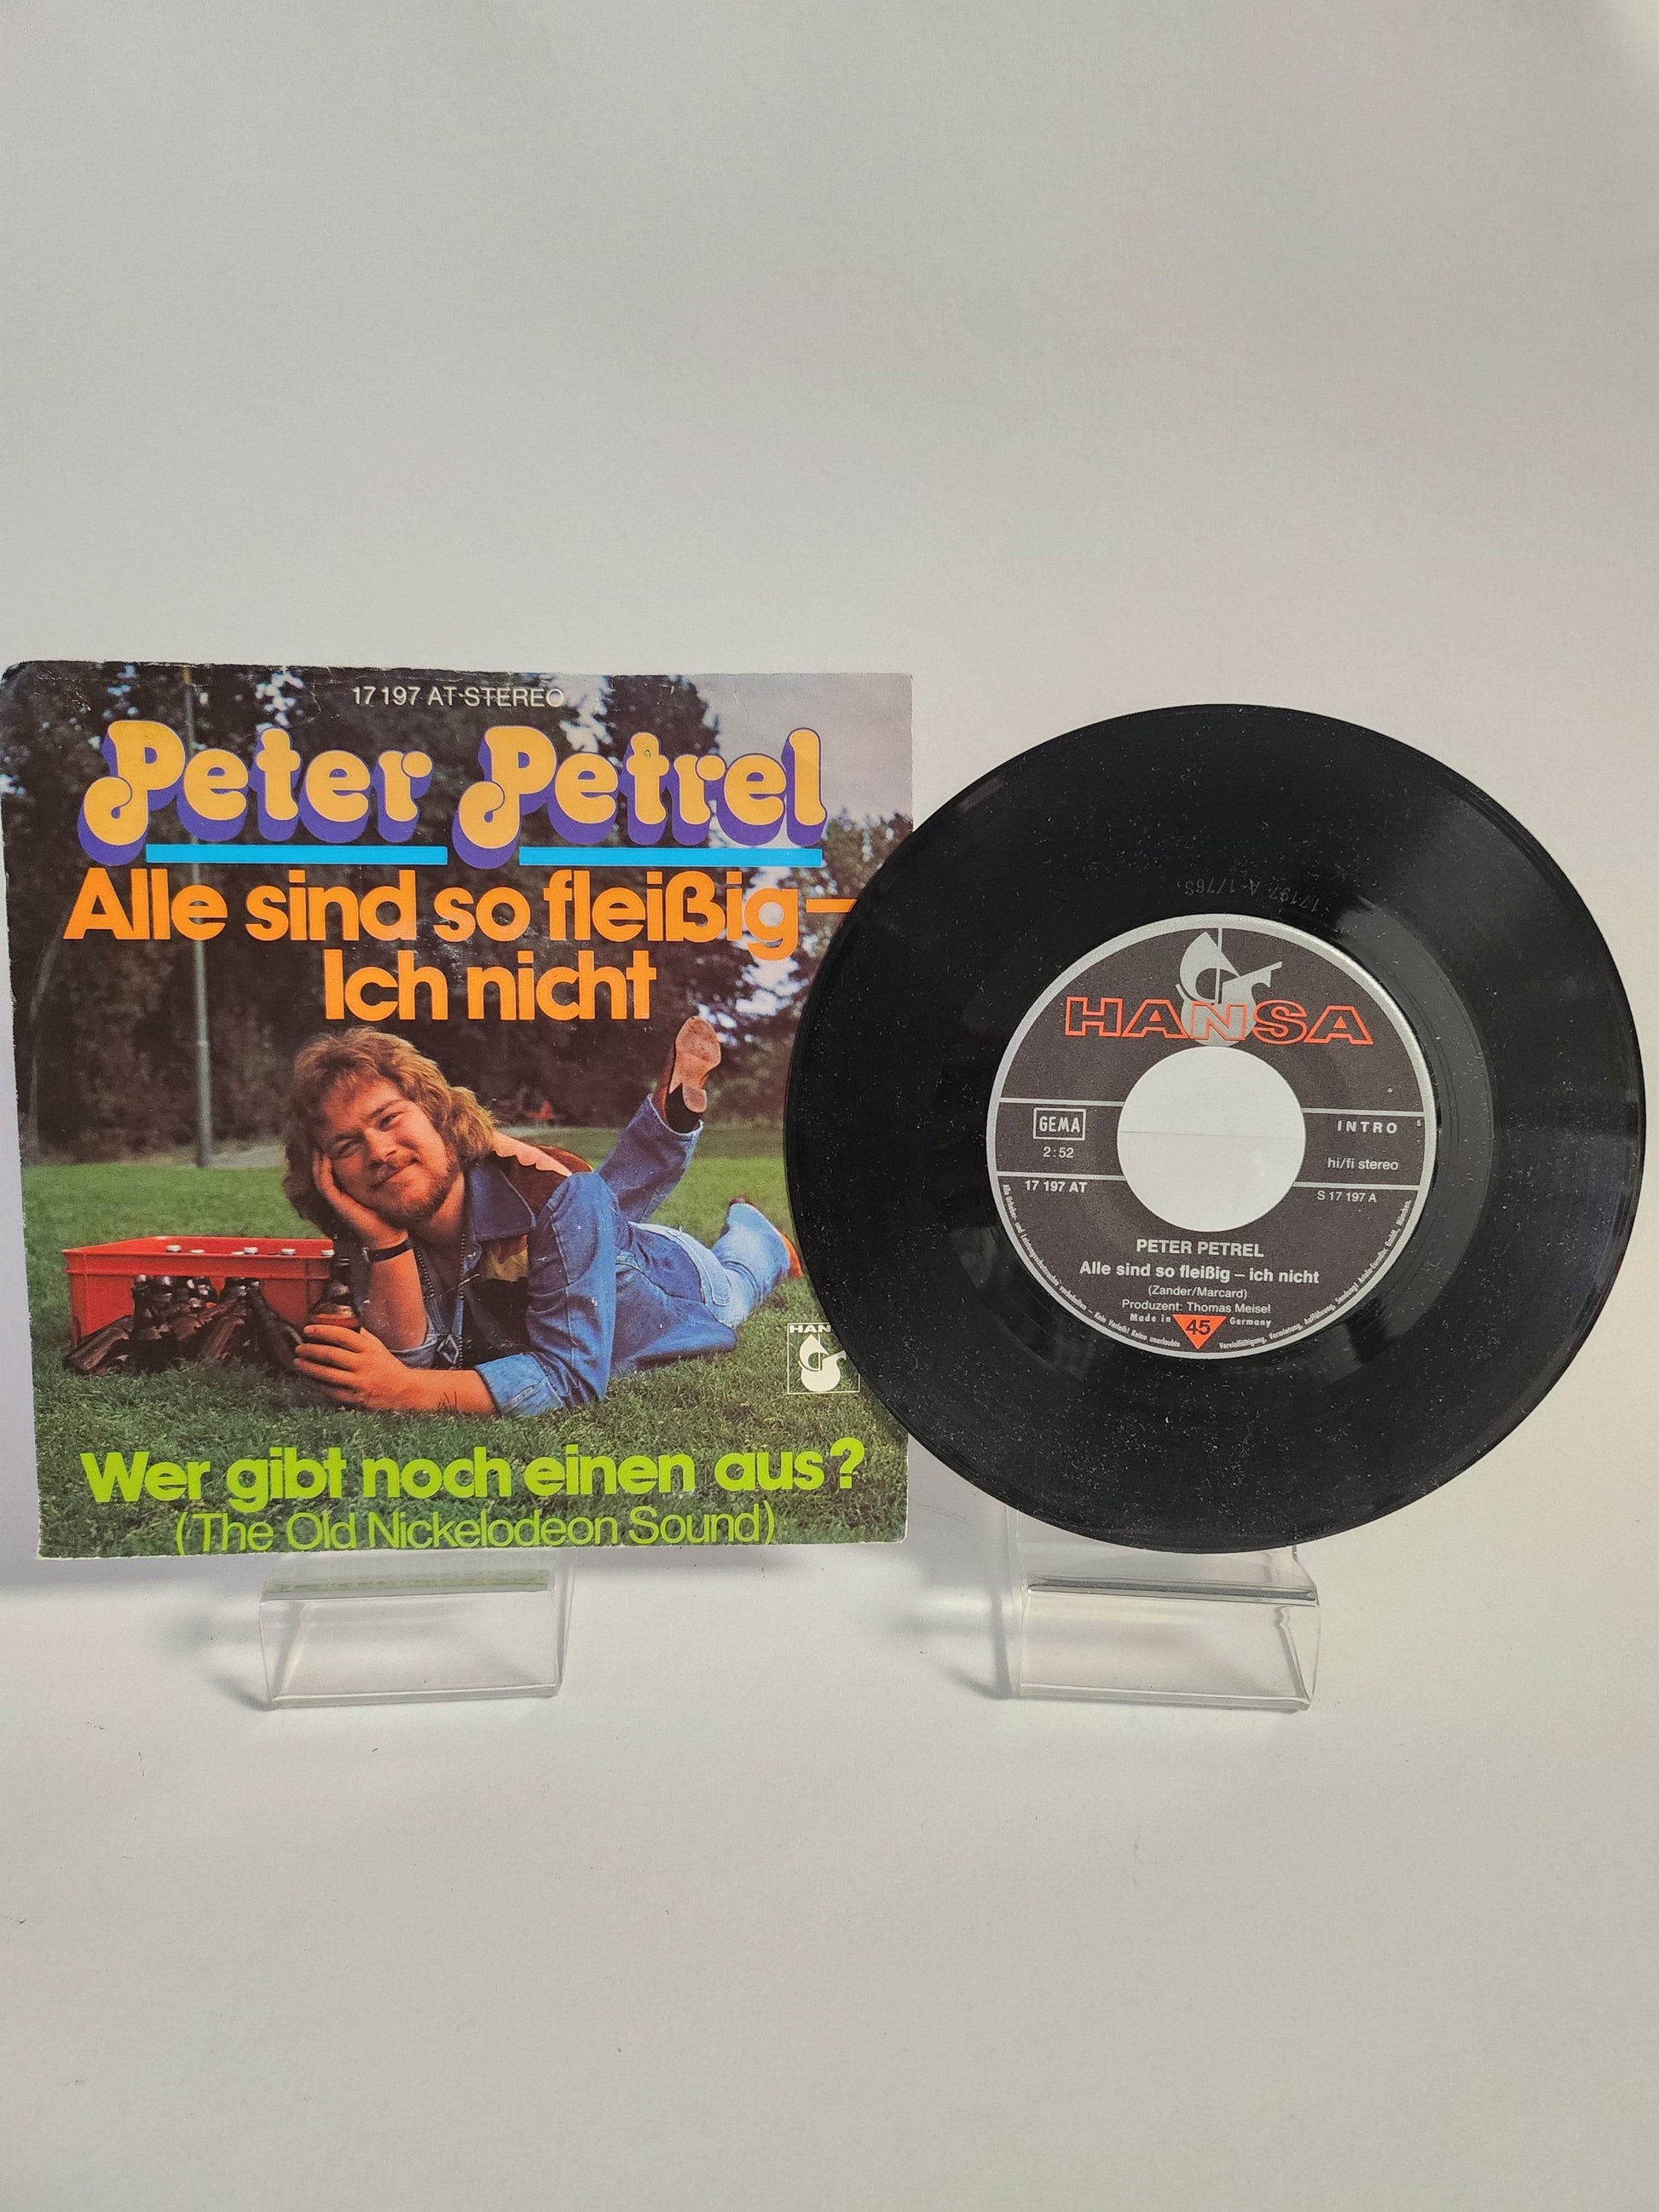 17197 AT STEREO
Peter Petrel
Alle sind so fleißig—
Ich nicht
HAN
Wer gibt noch einen aus?
(The Old Nickelodeon Sound)
HANSA
GEMA
2:52
INTRO
hi/fi stereo
17 197 AT
S 17 197 A
PETER PETREL
Alle sind so fleißig – ich nicht
(Zander/Marcard)
Produzent: Thomas Meisel
Made in 45 Germany